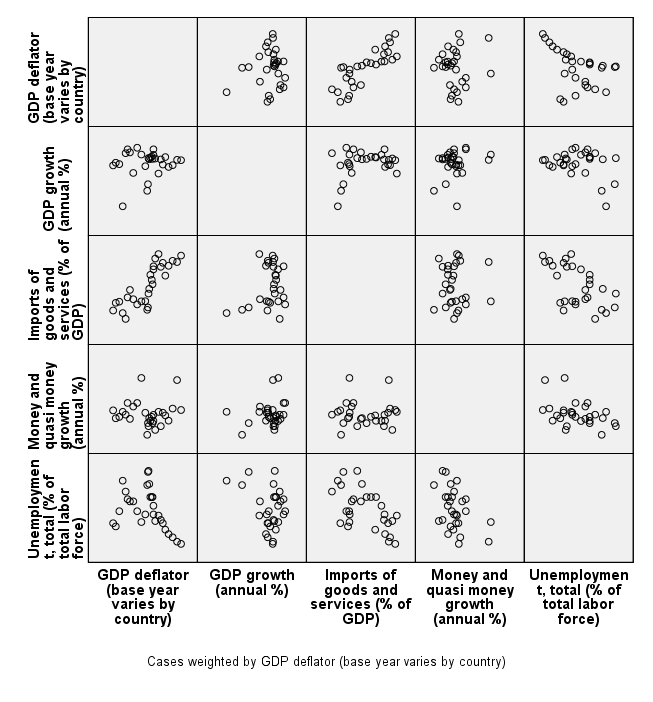 GDP deflator
(base year
varies by
country)
GDP growth
(annual %)
Imports of
goods and
services (% of
GDP)
Money and
quasi money
growth
(annual %)
Unemploymen
t, total (% of
total labor
force)
GDP deflator
(base year
varies by
country)
GDP growth
(annual %)
Imports of
goods and
services (% of
GDP)
Money and
quasi money
growth
(annual %)
Unemploymen
t, total (% of
total labor
force)
Cases weighted by GDP deflator (base year varies by country)